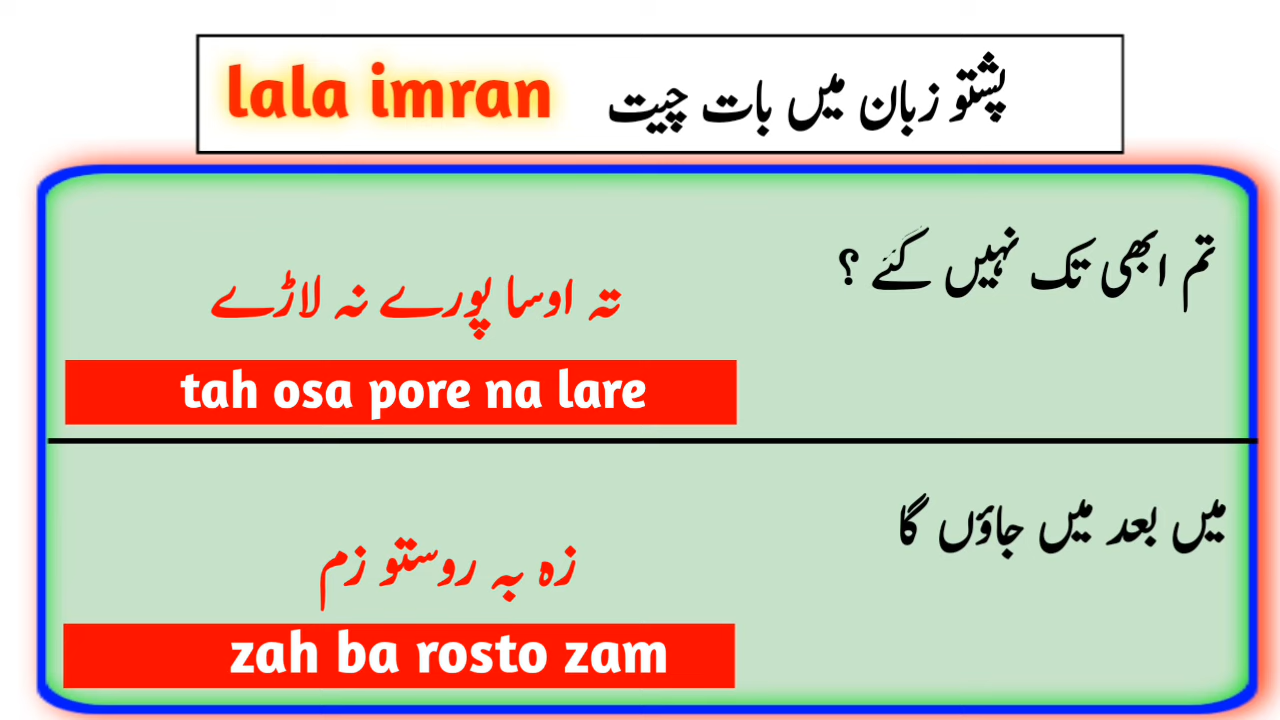 پشتو زبان میں بات چیت lala imran
تم ابھی تک نہیں گئے ؟
تہ اوسا پورے نہ لاڑے
tah osa pore na lare
میں بعد میں جاؤں گا
زہ بہ روستو زم
zah ba rosto zam